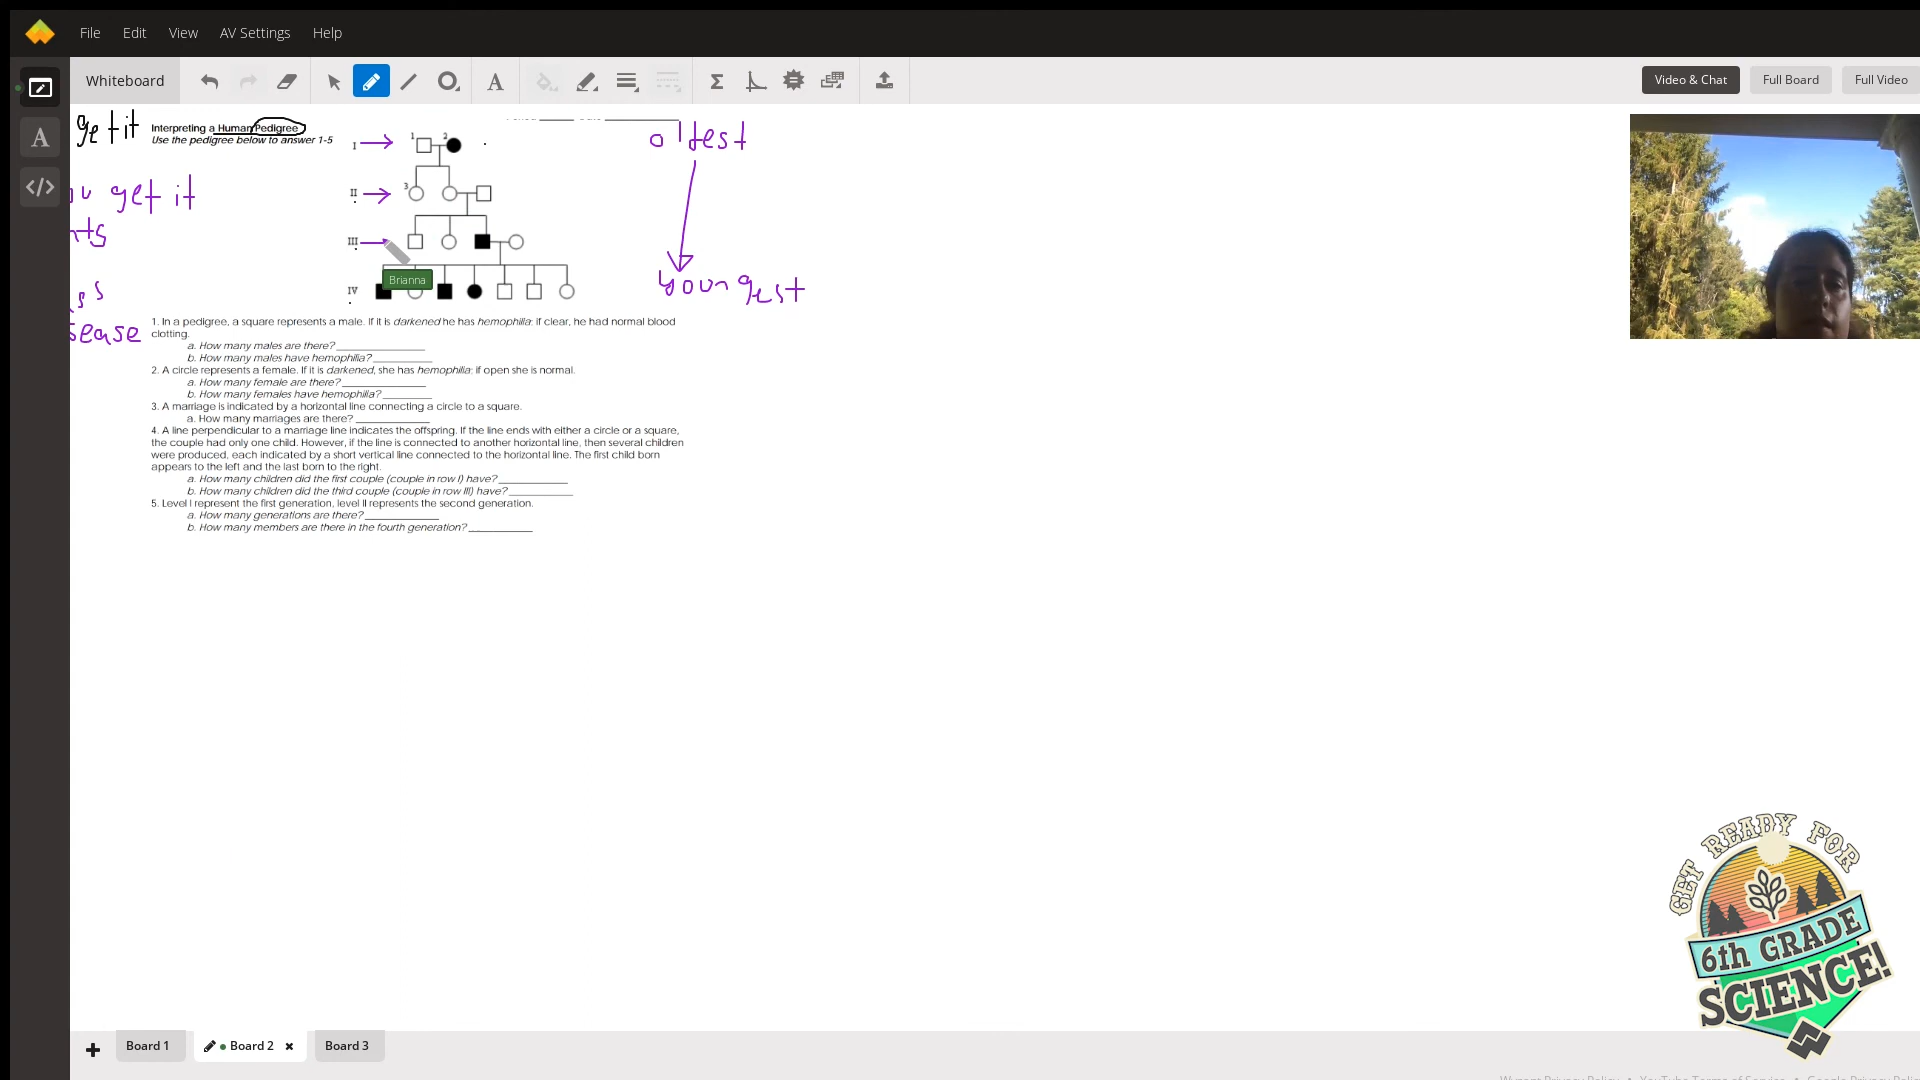 File Edit View AV Settings Help
Whiteboard A Σ Video & Chat Full Board Full Video
A
</>
get it
ou get it
nts
ss
sease
Interpreting a Human Pedigree
Use the pedigree below to answer 1-5
I 1 2
II 3
III
IV
Brianna
oldest
youngest
1. In a pedigree, a square represents a male. If it is darkened he has hemophilia; if clear, he had normal blood
clotting.
a. How many males are there?
b. How many males have hemophilia?
2. A circle represents a female. If it is darkened, she has hemophilia; if open she is normal.
a. How many female are there?
b. How many females have hemophilia?
3. A marriage is indicated by a horizontal line connecting a circle to a square.
a. How many marriages are there?
4. A line perpendicular to a marriage line indicates the offspring. If the line ends with either a circle or a square,
the couple had only one child. However, if the line is connected to another horizontal line, then several children
were produced, each indicated by a short vertical line connected to the horizontal line. The first child born
appears to the left and the last born to the right.
a. How many children did the first couple (couple in row I) have?
b. How many children did the third couple (couple in row III) have?
5. Level I represent the first generation, level II represents the second generation.
a. How many generations are there?
b. How many members are there in the fourth generation?
GET READY FOR
6th GRADE
SCIENCE!
+ Board 1 Board 2 × Board 3